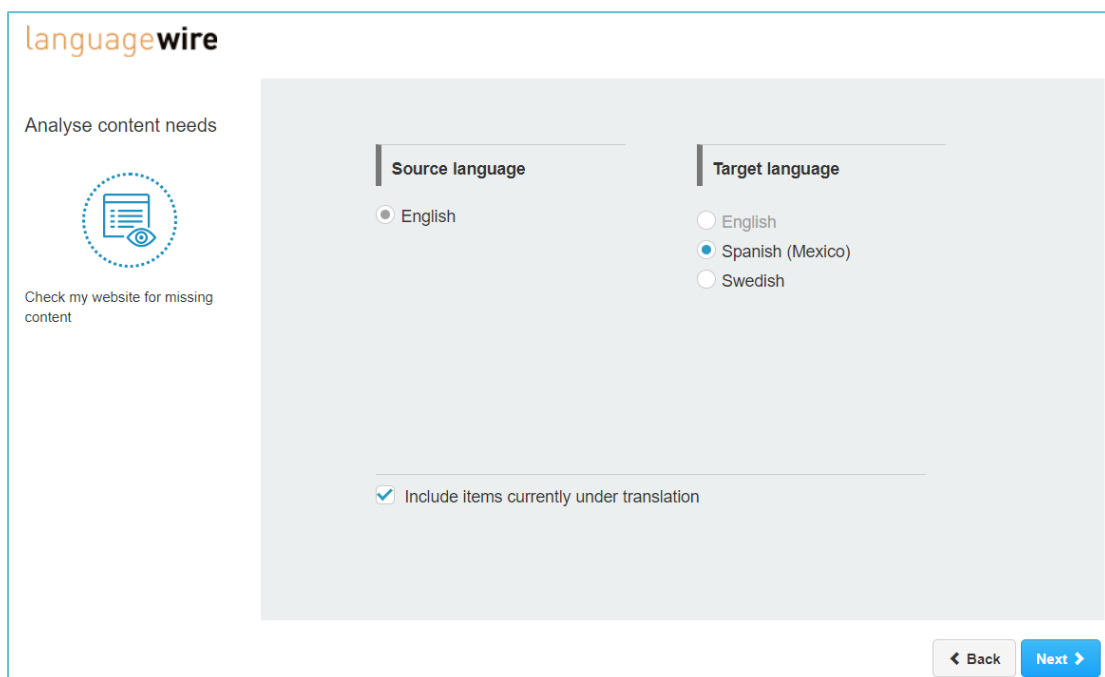 languagewire
Analyse content needs
Check my website for missing
content
Source language
English
Target language
English
Spanish (Mexico)
Swedish
Include items currently under translation
Back
Next